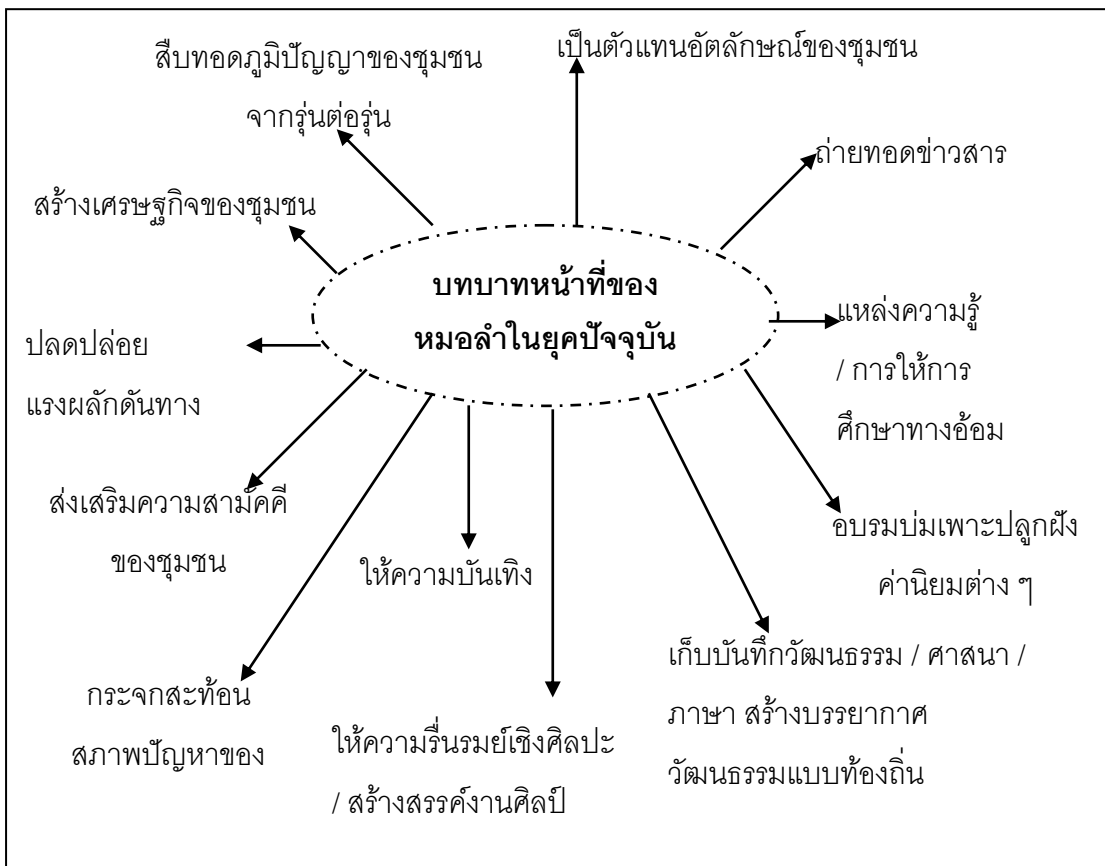 สืบทอดภูมิปัญญาของชุมชน
จากรุ่นต่อรุ่น
เป็นตัวแทนอัตลักษณ์ของชุมชน
ถ่ายทอดข่าวสาร
สร้างเศรษฐกิจของชุมชน
บทบาทหน้าที่ของ
หมอลำในยุคปัจจุบัน
แหล่งความรู้
/ การให้การ
ศึกษาทางอ้อม
ปลดปล่อย
แรงผลักดันทาง
ส่งเสริมความสามัคคี
ของชุมชน
ให้ความบันเทิง
อบรมบ่มเพาะปลูกฝัง
ค่านิยมต่าง ๆ
กระจกสะท้อน
สภาพปัญหาของ
ให้ความรื่นรมย์เชิงศิลปะ
/ สร้างสรรค์งานศิลป์
เก็บบันทึกวัฒนธรรม / ศาสนา /
ภาษา สร้างบรรยากาศ
วัฒนธรรมแบบท้องถิ่น